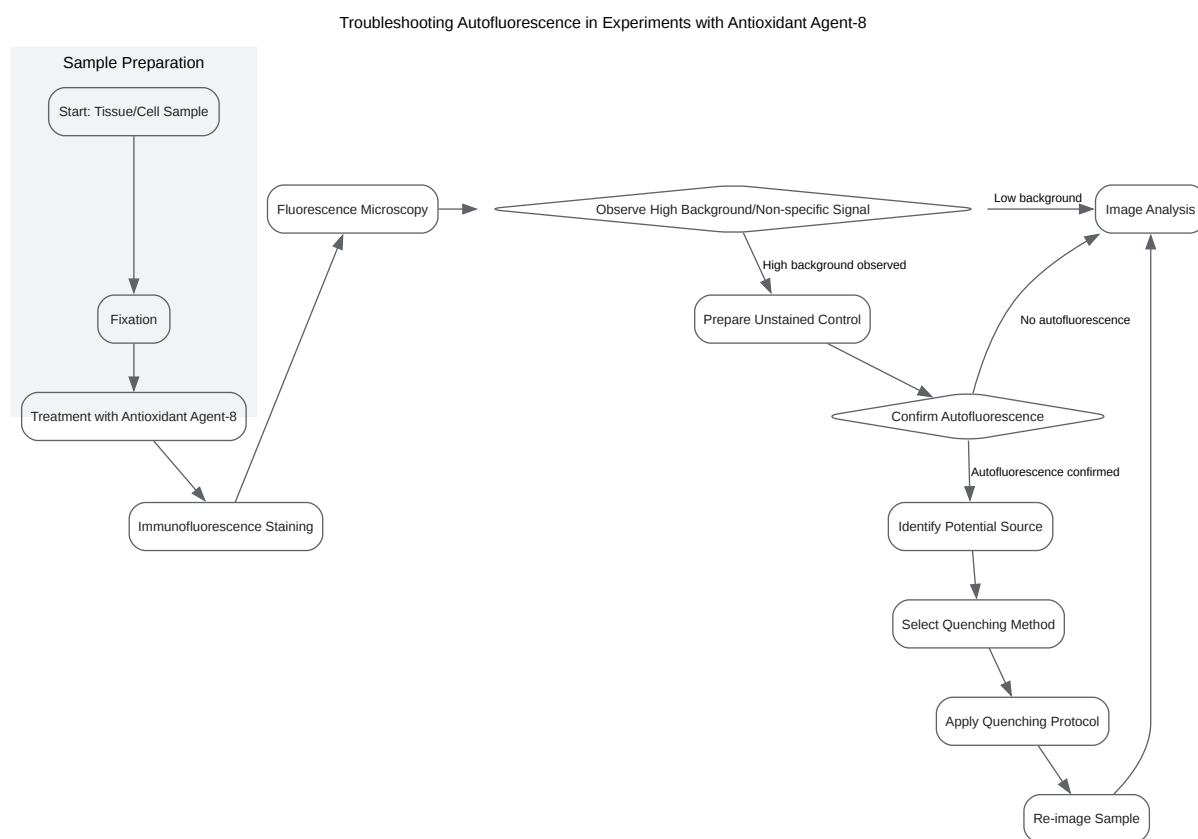 Troubleshooting Autofluorescence in Experiments with Antioxidant Agent-8
Sample Preparation
Start: Tissue/Cell Sample
Fixation
Treatment with Antioxidant Agent-8
Immunofluorescence Staining
Fluorescence Microscopy
Observe High Background/Non-specific Signal
Low background
Image Analysis
High background observed
Prepare Unstained Control
No autofluorescence
Confirm Autofluorescence
Autofluorescence confirmed
Identify Potential Source
Select Quenching Method
Apply Quenching Protocol
Re-image Sample